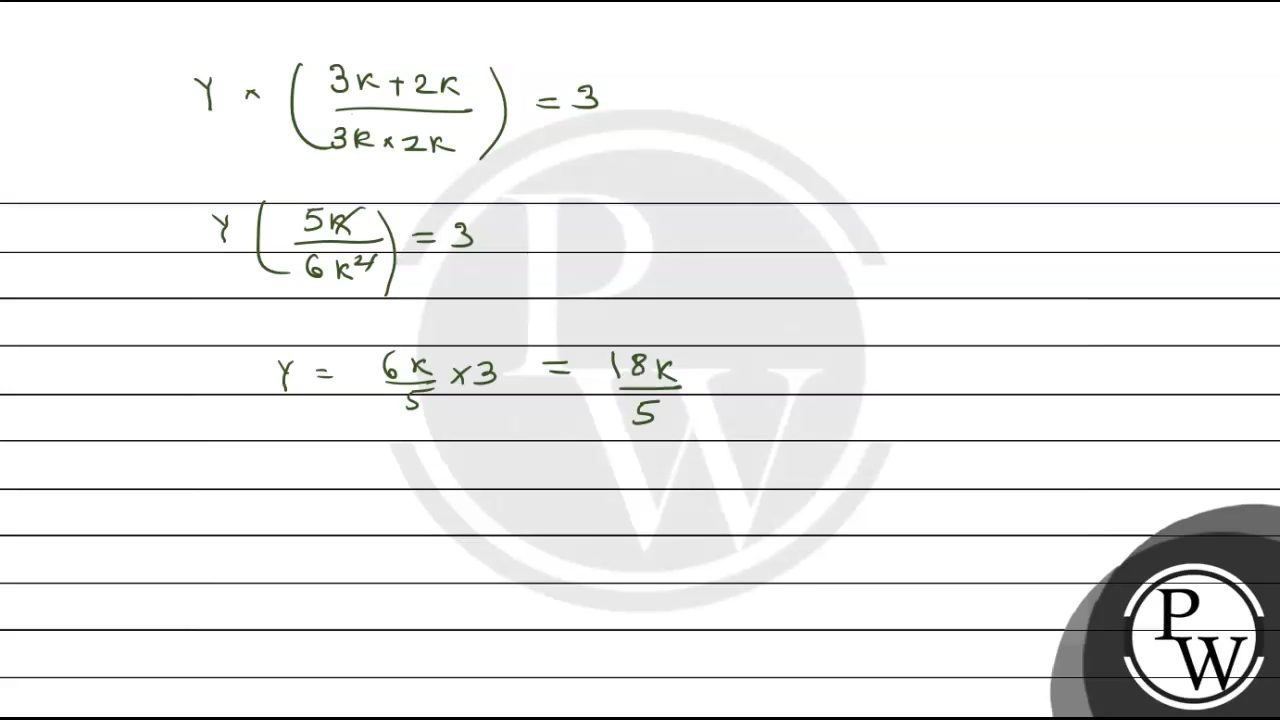 Y × ( 3k + 2k / 3k × 2k ) = 3
Y ( 5k / 6k² ) = 3
Y = 6k / 5 × 3 = 18k / 5
P
W
P
W